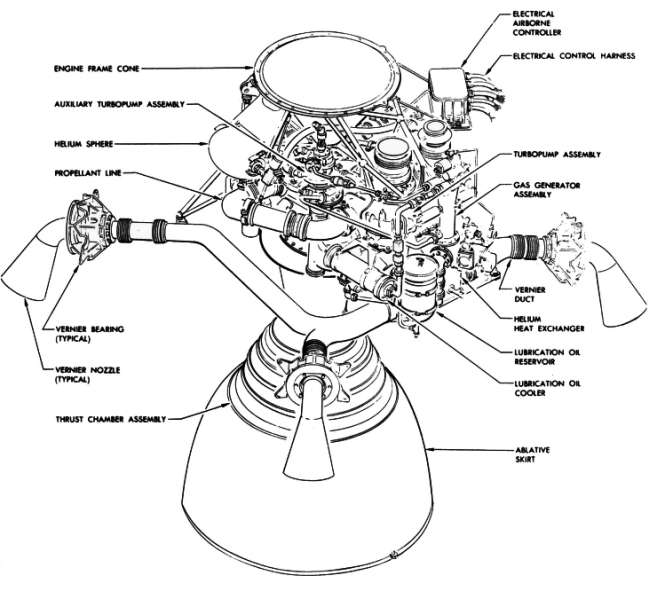 ELECTRICAL
AIRBORNE
CONTROLLER
ELECTRICAL CONTROL HARNESS
ENGINE FRAME CONE
AUXILIARY TURBOPUMP ASSEMBLY
HELIUM SPHERE
PROPELLANT LINE
TURBOPUMP ASSEMBLY
GAS GENERATOR
ASSEMBLY
VERNIER
DUCT
HELIUM
HEAT EXCHANGER
LUBRICATION OIL
RESERVOIR
LUBRICATION OIL
COOLER
VERNIER BEARING
(TYPICAL)
VERNIER NOZZLE
(TYPICAL)
THRUST CHAMBER ASSEMBLY
ABLATIVE
SKIRT